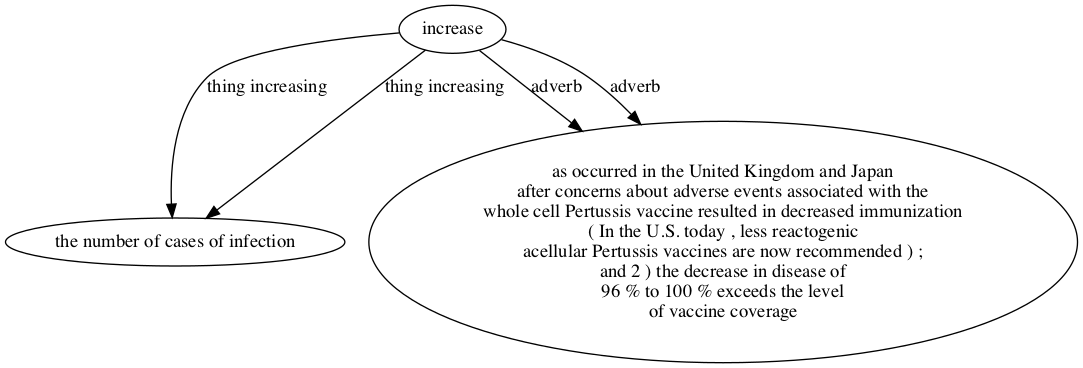 increase
thing increasing
thing increasing
adverb
adverb
the number of cases of infection
as occurred in the United Kingdom and Japan
after concerns about adverse events associated with the
whole cell Pertussis vaccine resulted in decreased immunization
( In the U.S. today , less reactogenic
acellular Pertussis vaccines are now recommended ) ;
and 2 ) the decrease in disease of
96 % to 100 % exceeds the level
of vaccine coverage